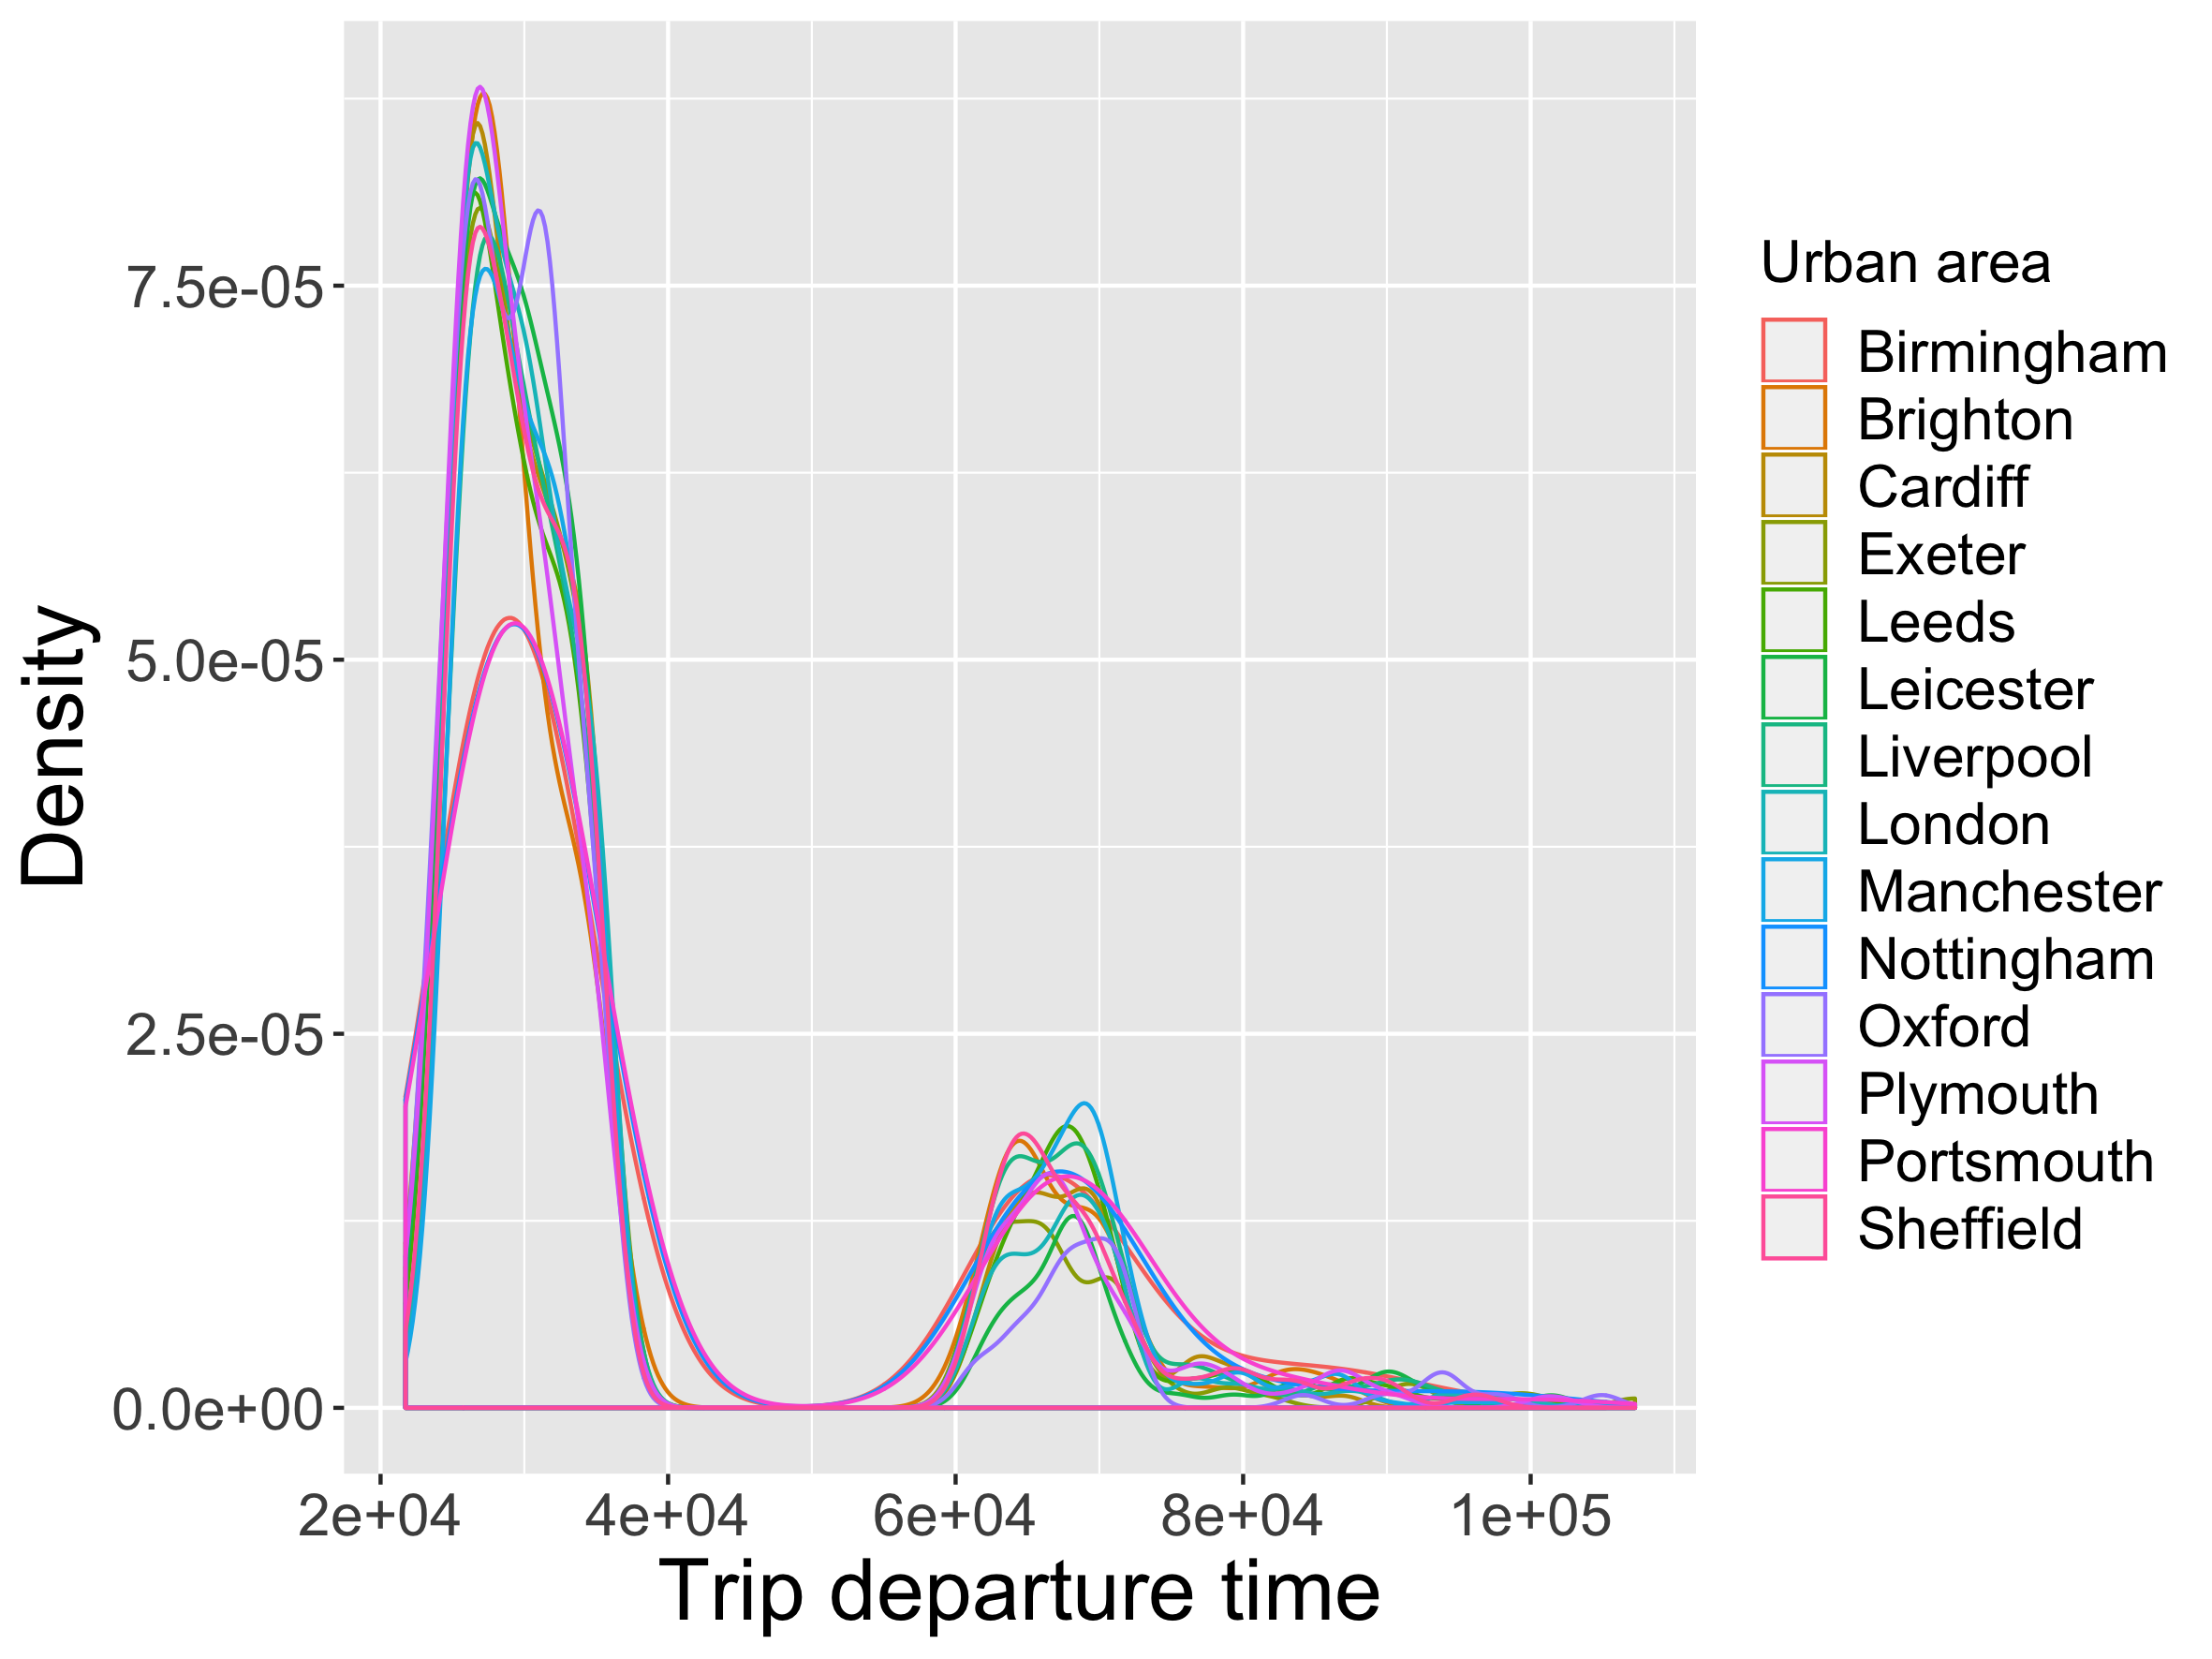 Density
7.5e-05
5.0e-05
2.5e-05
0.0e+00
2e+04 4e+04 6e+04 8e+04 1e+05
Trip departure time
Urban area
Birmingham
Brighton
Cardiff
Exeter
Leeds
Leicester
Liverpool
London
Manchester
Nottingham
Oxford
Plymouth
Portsmouth
Sheffield